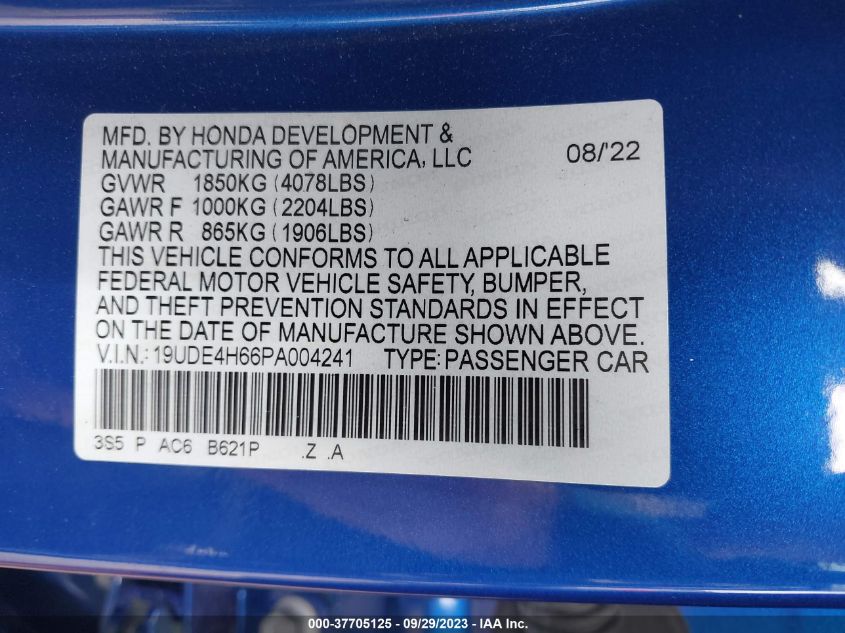 MFD. BY HONDA DEVELOPMENT &
MANUFACTURING OF AMERICA, LLC 08/'22
GVWR 1850KG (4078LBS)
GAWR F 1000KG (2204LBS)
GAWR R 865KG (1906LBS)
THIS VEHICLE CONFORMS TO ALL APPLICABLE
FEDERAL MOTOR VEHICLE SAFETY, BUMPER,
AND THEFT PREVENTION STANDARDS IN EFFECT
ON THE DATE OF MANUFACTURE SHOWN ABOVE.
V.I.N.: 19UDE4H66PA004241 TYPE: PASSENGER CAR
3S5 P AC6 B621P .Z .A
000-37705125 - 09/29/2023 - IAAI.COM